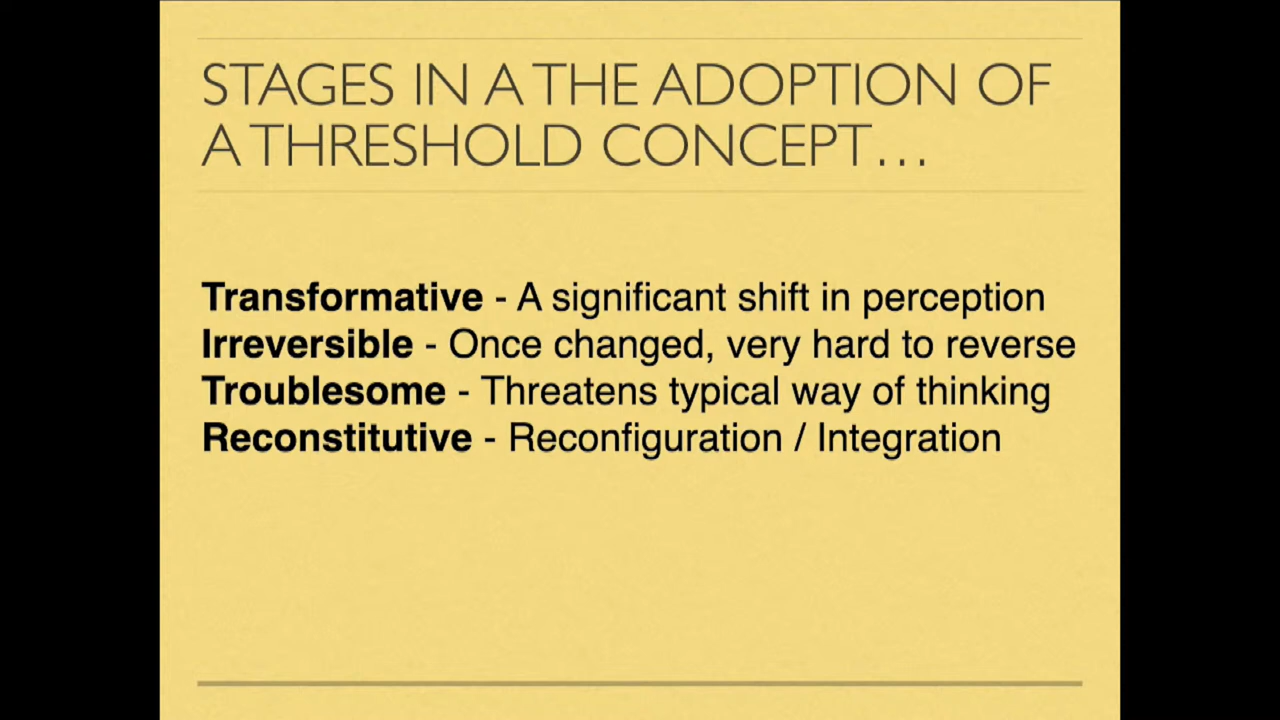 STAGES IN A THE ADOPTION OF
A THRESHOLD CONCEPT…
Transformative - A significant shift in perception
Irreversible - Once changed, very hard to reverse
Troublesome - Threatens typical way of thinking
Reconstitutive - Reconfiguration / Integration